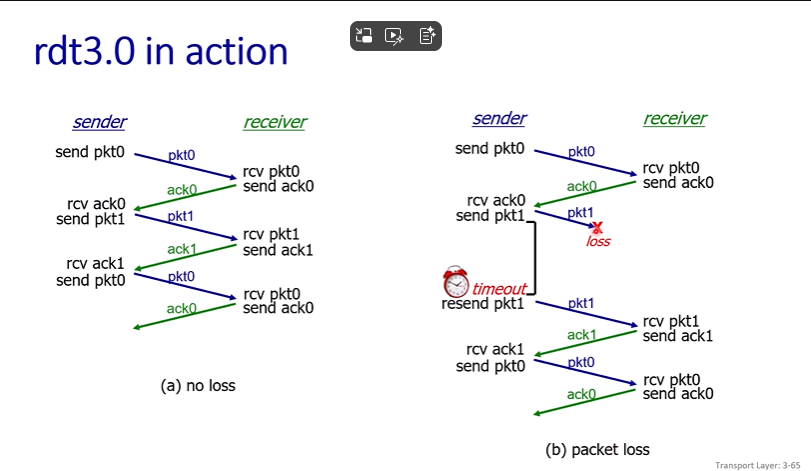 rdt3.0 in action
sender
receiver
send pkt0
pkt0
rcv pkt0
send ack0
ack0
rcv ack0
send pkt1
pkt1
rcv pkt1
send ack1
ack1
rcv ack1
send pkt0
pkt0
rcv pkt0
send ack0
ack0
(a) no loss
sender
receiver
send pkt0
pkt0
rcv pkt0
send ack0
ack0
rcv ack0
send pkt1
pkt1
X
loss
timeout
resend pkt1
pkt1
rcv pkt1
send ack1
ack1
rcv ack1
send pkt0
pkt0
rcv pkt0
send ack0
ack0
(b) packet loss
Transport Layer: 3-65